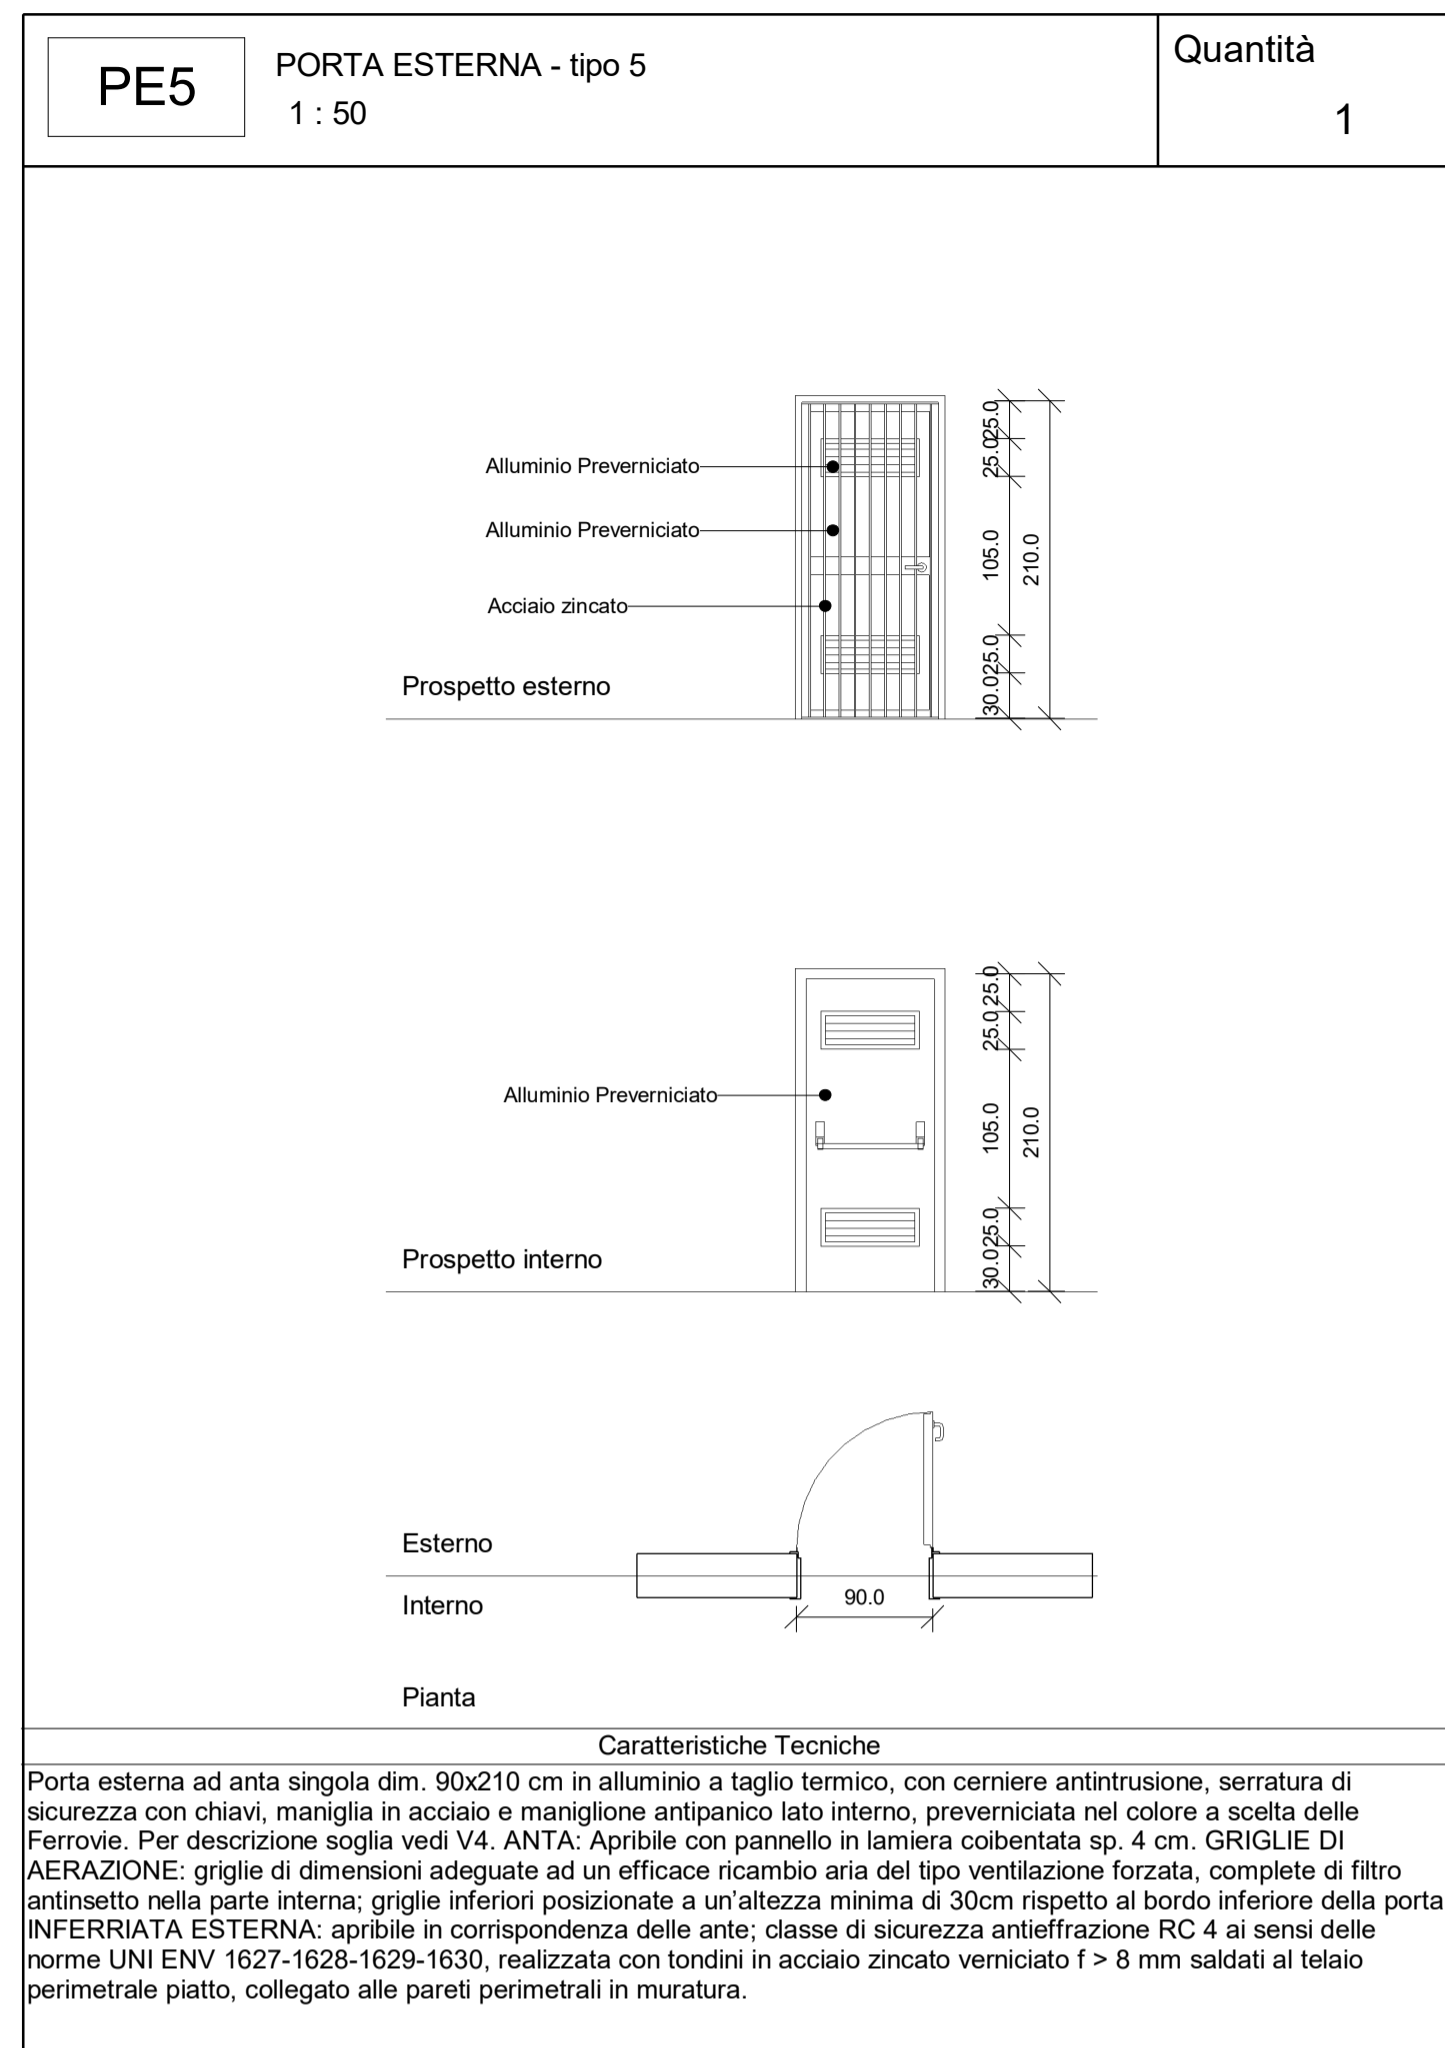 PE5
PORTA ESTERNA - tipo 5
1 : 50
Quantità
1
25.0
25.0
105.0
25.0
30.0
210.0
Alluminio Preverniciato
Alluminio Preverniciato
Acciaio zincato
Prospetto esterno
25.0
25.0
105.0
25.0
30.0
210.0
Alluminio Preverniciato
Prospetto interno
Esterno
Interno
90.0
Pianta
Caratteristiche Tecniche
Porta esterna ad anta singola dim. 90x210 cm in alluminio a taglio termico, con cerniere antintrusione, serratura di
sicurezza con chiavi, maniglia in acciaio e maniglione antipanico lato interno, preverniciata nel colore a scelta delle
Ferrovie. Per descrizione soglia vedi V4. ANTA: Apribile con pannello in lamiera coibentata sp. 4 cm. GRIGLIE DI
AERAZIONE: griglie di dimensioni adeguate ad un efficace ricambio aria del tipo ventilazione forzata, complete di filtro
antinsetto nella parte interna; griglie inferiori posizionate a un’altezza minima di 30cm rispetto al bordo inferiore della porta
INFERRIATA ESTERNA: apribile in corrispondenza delle ante; classe di sicurezza antieffrazione RC 4 ai sensi delle
norme UNI ENV 1627-1628-1629-1630, realizzata con tondini in acciaio zincato verniciato f > 8 mm saldati al telaio
perimetrale piatto, collegato alle pareti perimetrali in muratura.